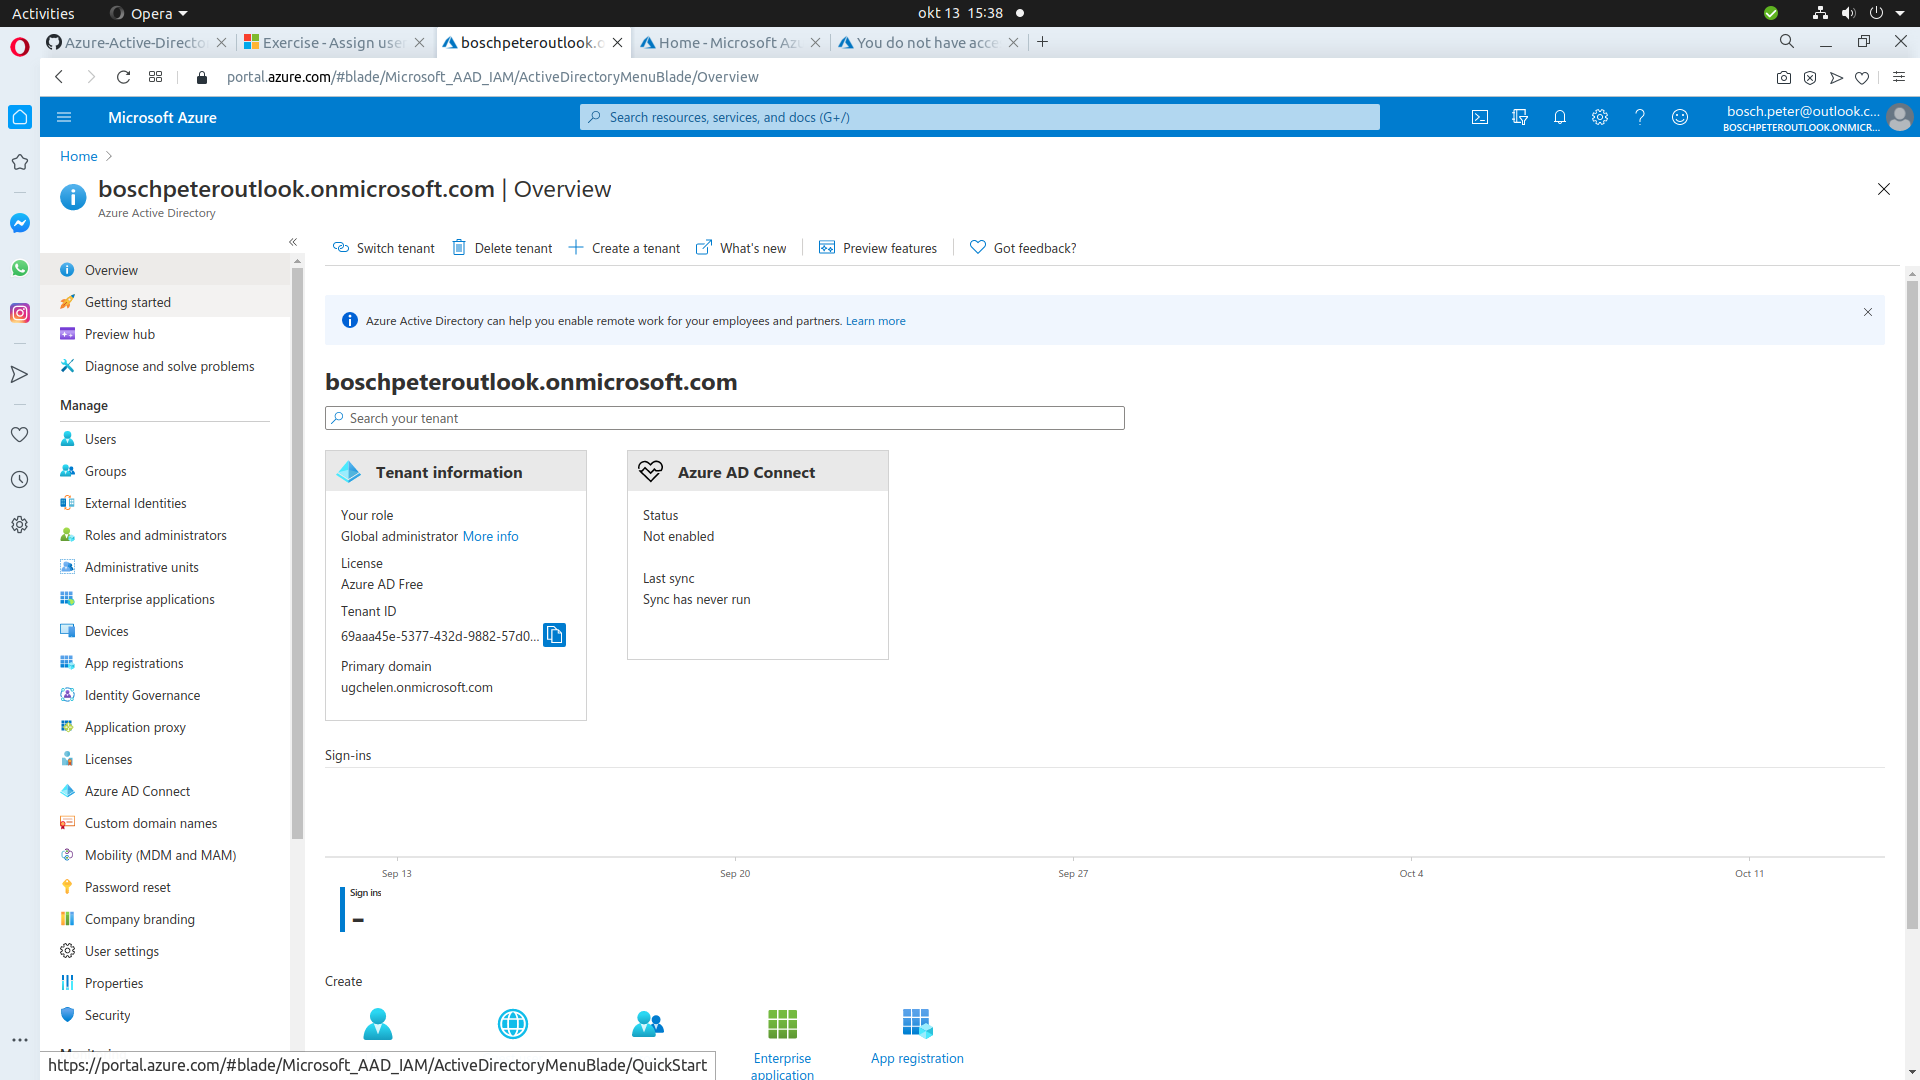 Activities
Opera
okt 13 15:38
Azure-Active-Directo
Exercise - Assign use
boschpeteroutlook.o
Home - Microsoft Az
You do not have acce
portal.azure.com/#blade/Microsoft_AAD_IAM/ActiveDirectoryMenuBlade/Overview
Microsoft Azure
Search resources, services, and docs (G+/)
bosch.peter@outlook.c...
BOSCHPETEROUTLOOK.ONMICR...
Home
boschpeteroutlook.onmicrosoft.com | Overview
Azure Active Directory
Switch tenant
Delete tenant
Create a tenant
What's new
Preview features
Got feedback?
Overview
Getting started
Preview hub
Diagnose and solve problems
Manage
Users
Groups
External Identities
Roles and administrators
Administrative units
Enterprise applications
Devices
App registrations
Identity Governance
Application proxy
Licenses
Azure AD Connect
Custom domain names
Mobility (MDM and MAM)
Password reset
Company branding
User settings
Properties
Security
Azure Active Directory can help you enable remote work for your employees and partners. Learn more
boschpeteroutlook.onmicrosoft.com
Search your tenant
Tenant information
Your role
Global administrator More info
License
Azure AD Free
Tenant ID
69aaa45e-5377-432d-9882-57d0...
Primary domain
ugchelen.onmicrosoft.com
Azure AD Connect
Status
Not enabled
Last sync
Sync has never run
Sign-ins
Sep 13
Sep 20
Sep 27
Oct 4
Oct 11
Sign ins
--
Create
Enterprise
application
App registration
https://portal.azure.com/#blade/Microsoft_AAD_IAM/ActiveDirectoryMenuBlade/QuickStart